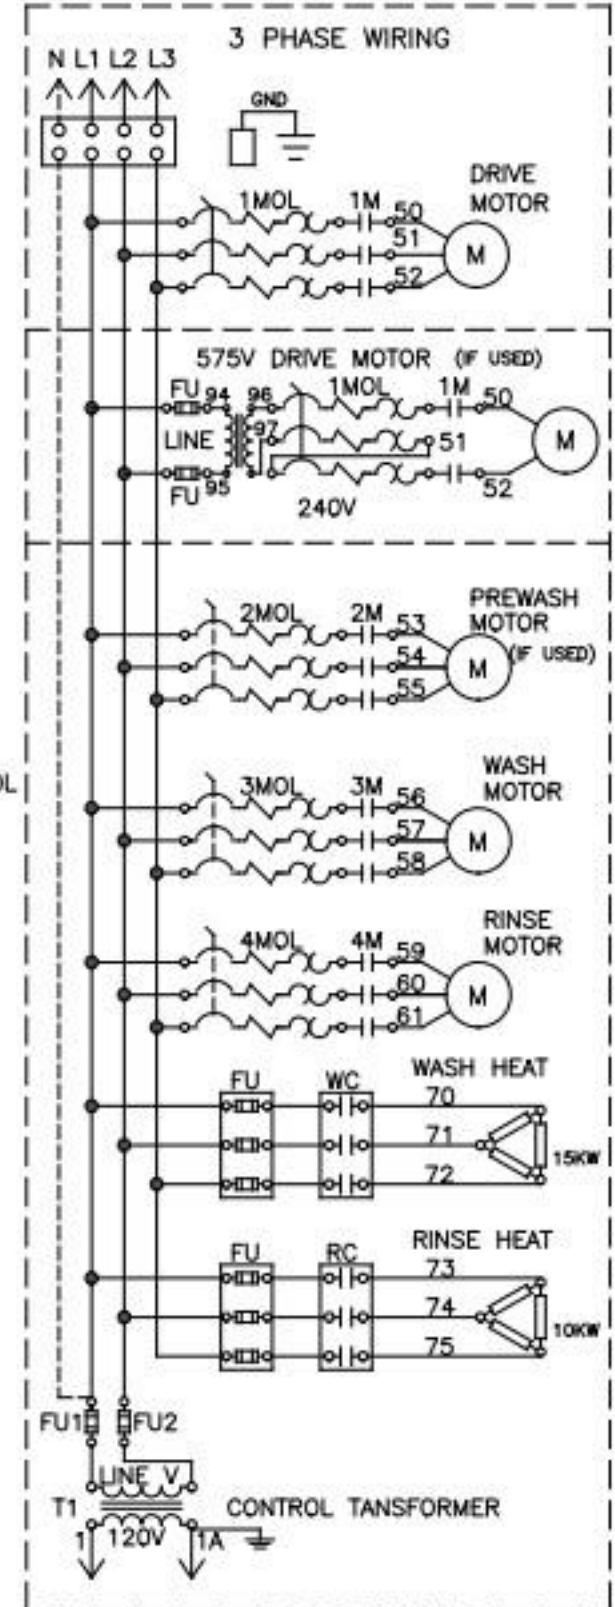 3 PHASE WIRING
N L1 L2 L3
GND
DRIVE
MOTOR
1MOL 1M 50
51
52
M
575V DRIVE MOTOR (IF USED)
FU 94 96 1MOL 1M 50
LINE 97 51
M
FU 95 52
240V
PREWASH
MOTOR
(IF USED)
2MOL 2M 53
54
55
M
OL
WASH
MOTOR
3MOL 3M 56
57
58
M
RINSE
MOTOR
4MOL 4M 59
60
61
M
WASH HEAT
FU WC 70
71
72
15KW
RINSE HEAT
FU RC 73
74
75
10KW
FU1 FU2
LINE V
T1 CONTROL TANSFORMER
1 120V 1A